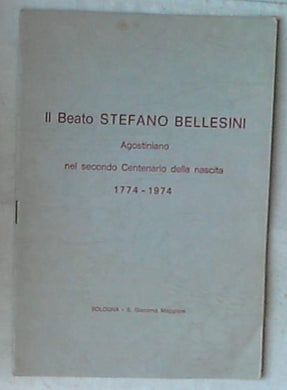 Il Beato STEFANO BELLESINI
Agostiniano
nel secondo Centenario della nascita
1774 - 1974
BOLOGNA - S. Giacomo Maggiore